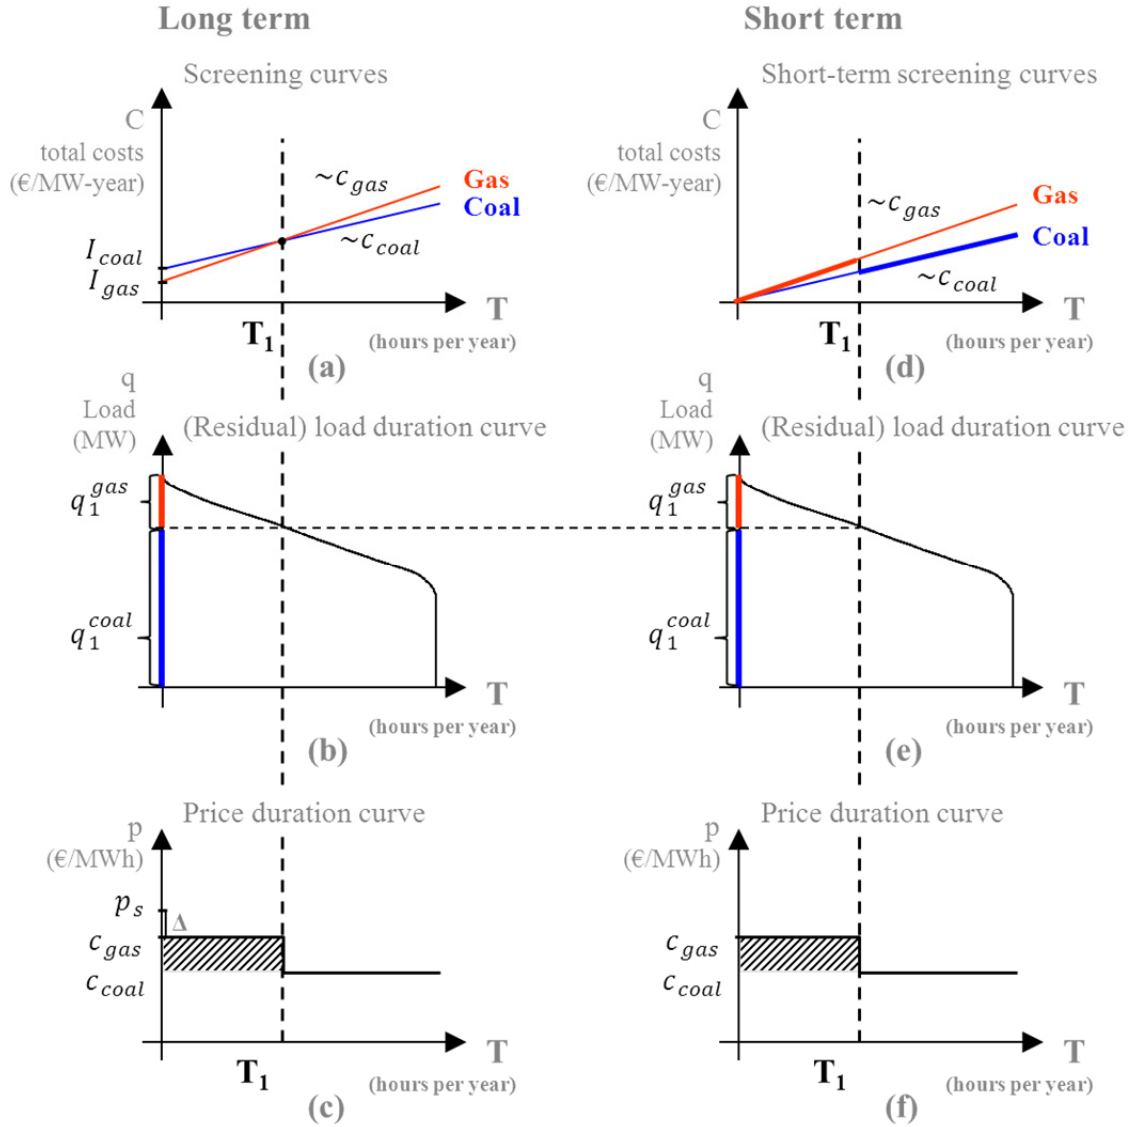 Long term
Short term
Screening curves
C
total costs
(€/MW-year)
~c_gas
Gas
Coal
~c_coal
I_coal
I_gas
T
T₁
(hours per year)
(a)
Short-term screening curves
C
total costs
(€/MW-year)
~c_gas
Gas
Coal
~c_coal
T
T₁
(hours per year)
(d)
q
Load
(MW)
(Residual) load duration curve
q₁^gas
q₁^coal
T
(hours per year)
(b)
q
Load
(MW)
(Residual) load duration curve
q₁^gas
q₁^coal
T
(hours per year)
(e)
Price duration curve
p
(€/MWh)
p_s
Δ
c_gas
c_coal
T
T₁
(hours per year)
(c)
Price duration curve
p
(€/MWh)
c_gas
c_coal
T
T₁
(hours per year)
(f)